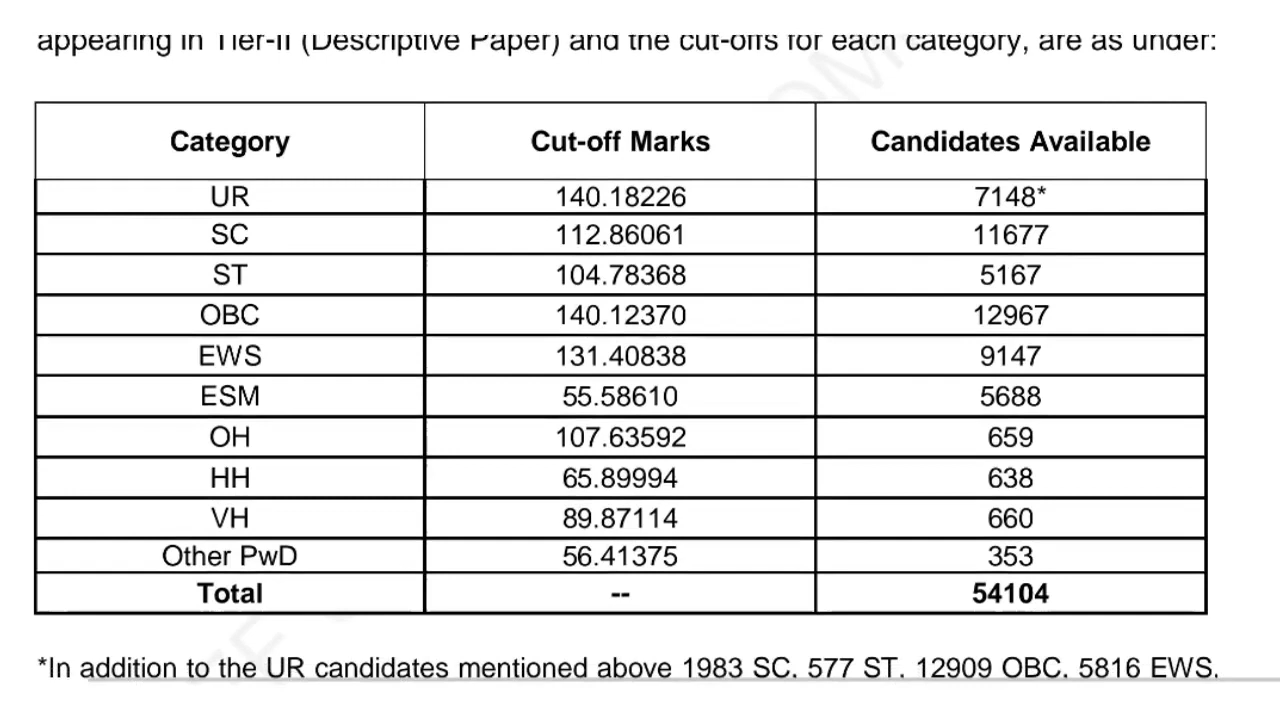 appearing in Tier-II (Descriptive Paper) and the cut-offs for each category, are as under:
Category Cut-off Marks Candidates Available
UR 140.18226 7148*
SC 112.86061 11677
ST 104.78368 5167
OBC 140.12370 12967
EWS 131.40838 9147
ESM 55.58610 5688
OH 107.63592 659
HH 65.89994 638
VH 89.87114 660
Other PwD 56.41375 353
Total -- 54104
*In addition to the UR candidates mentioned above 1983 SC, 577 ST, 12909 OBC, 5816 EWS,